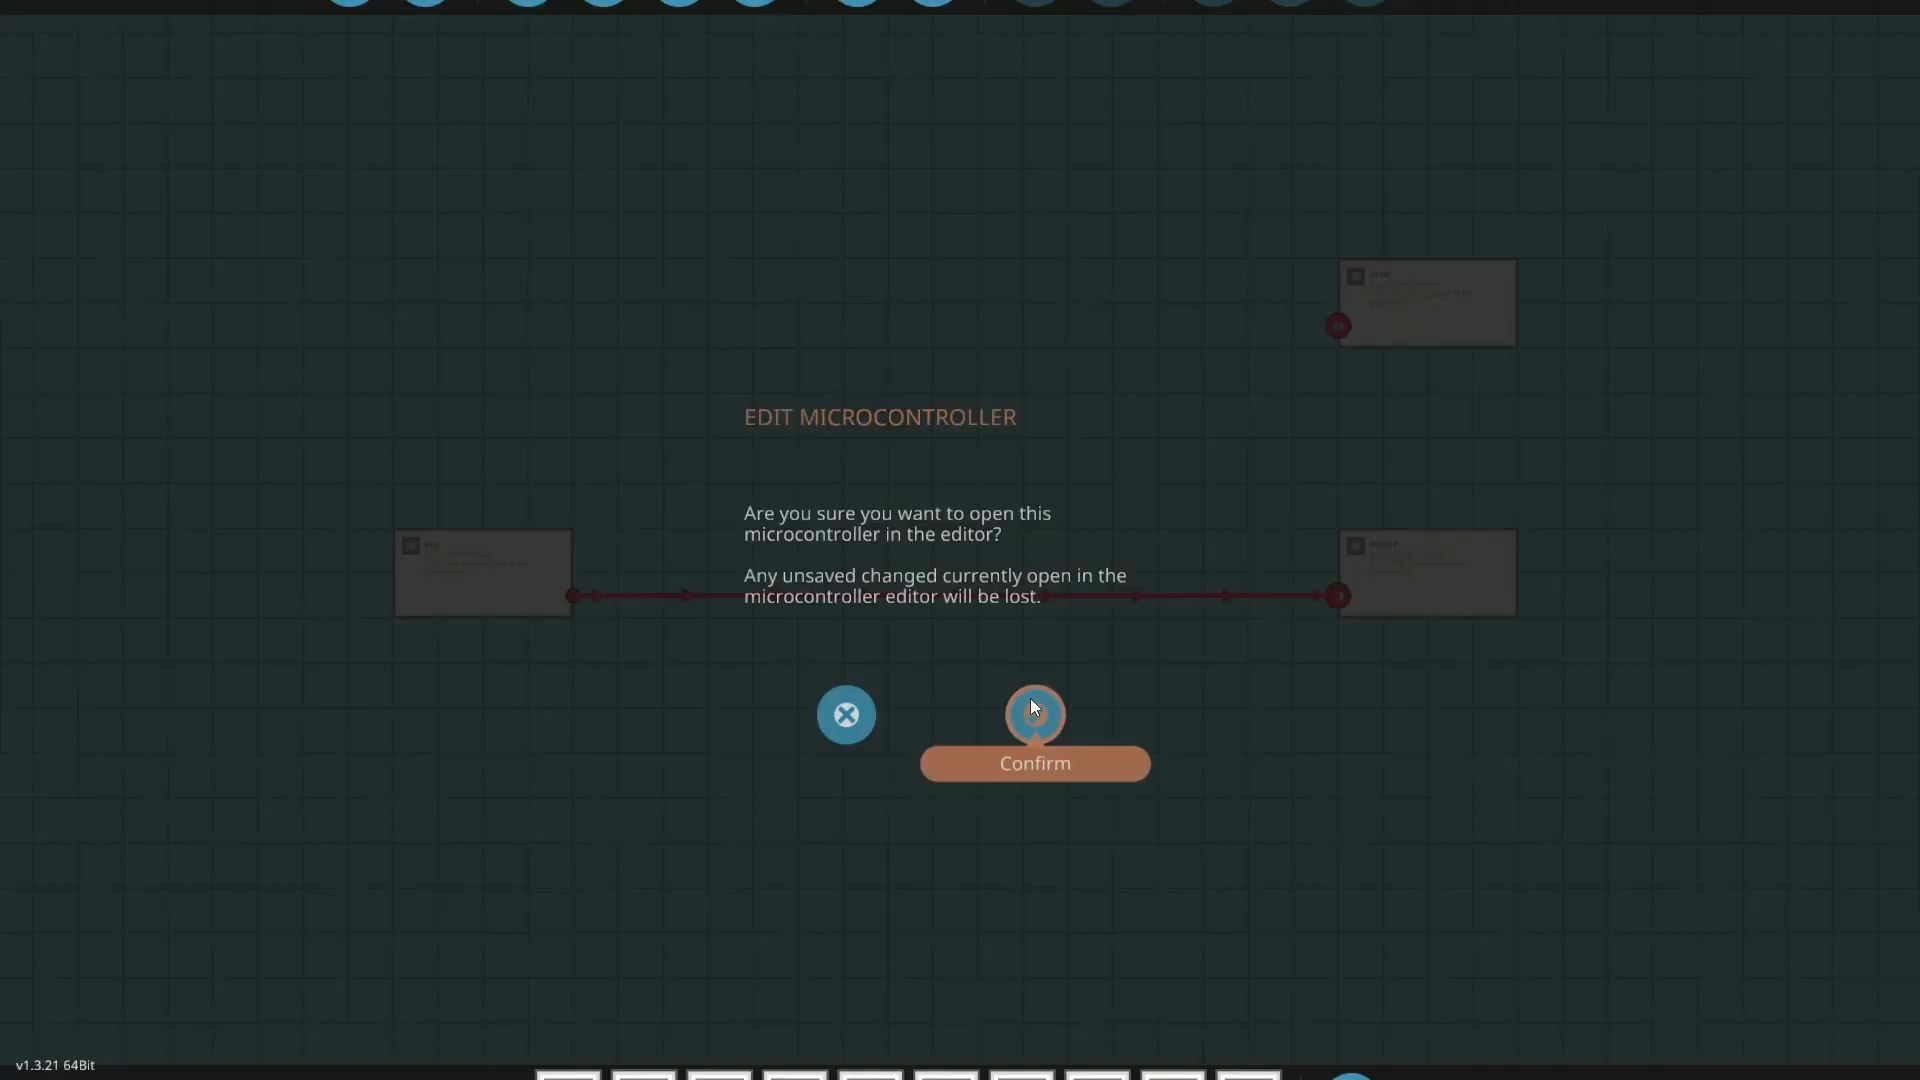 EDIT MICROCONTROLLER
Are you sure you want to open this
microcontroller in the editor?
Any unsaved changed currently open in the
microcontroller editor will be lost.
Confirm
v1.3.21 64Bit